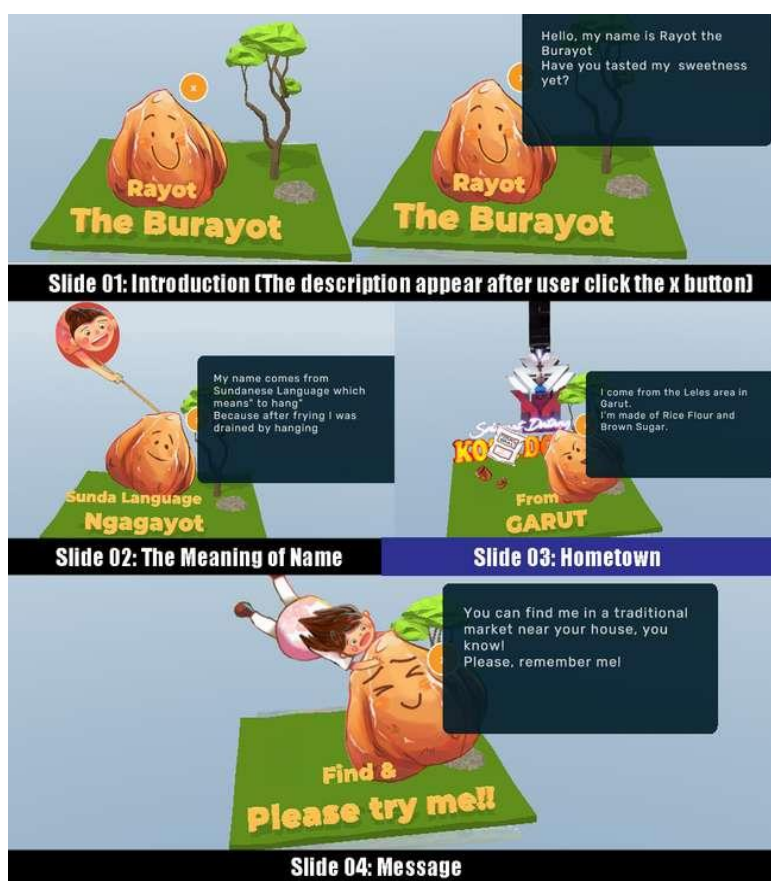 x
Rayot
The Burayot
Hello, my name is Rayot the
Burayot
Have you tasted my sweetness
yet?
Rayot
The Burayot
Slide 01: Introduction (The description appear after user click the x button)
My name comes from
Sundanese Language which
means" to hang"
Because after frying I was
drained by hanging
Sunda Language
Ngagayot
Slide 02: The Meaning of Name
I come from the Leles area in
Garut.
I'm made of Rice Flour and
Brown Sugar.
From
GARUT
Slide 03: Hometown
You can find me in a traditional
market near your house, you
know!
Please, remember me!
Find &
Please try me!!
Slide 04: Message